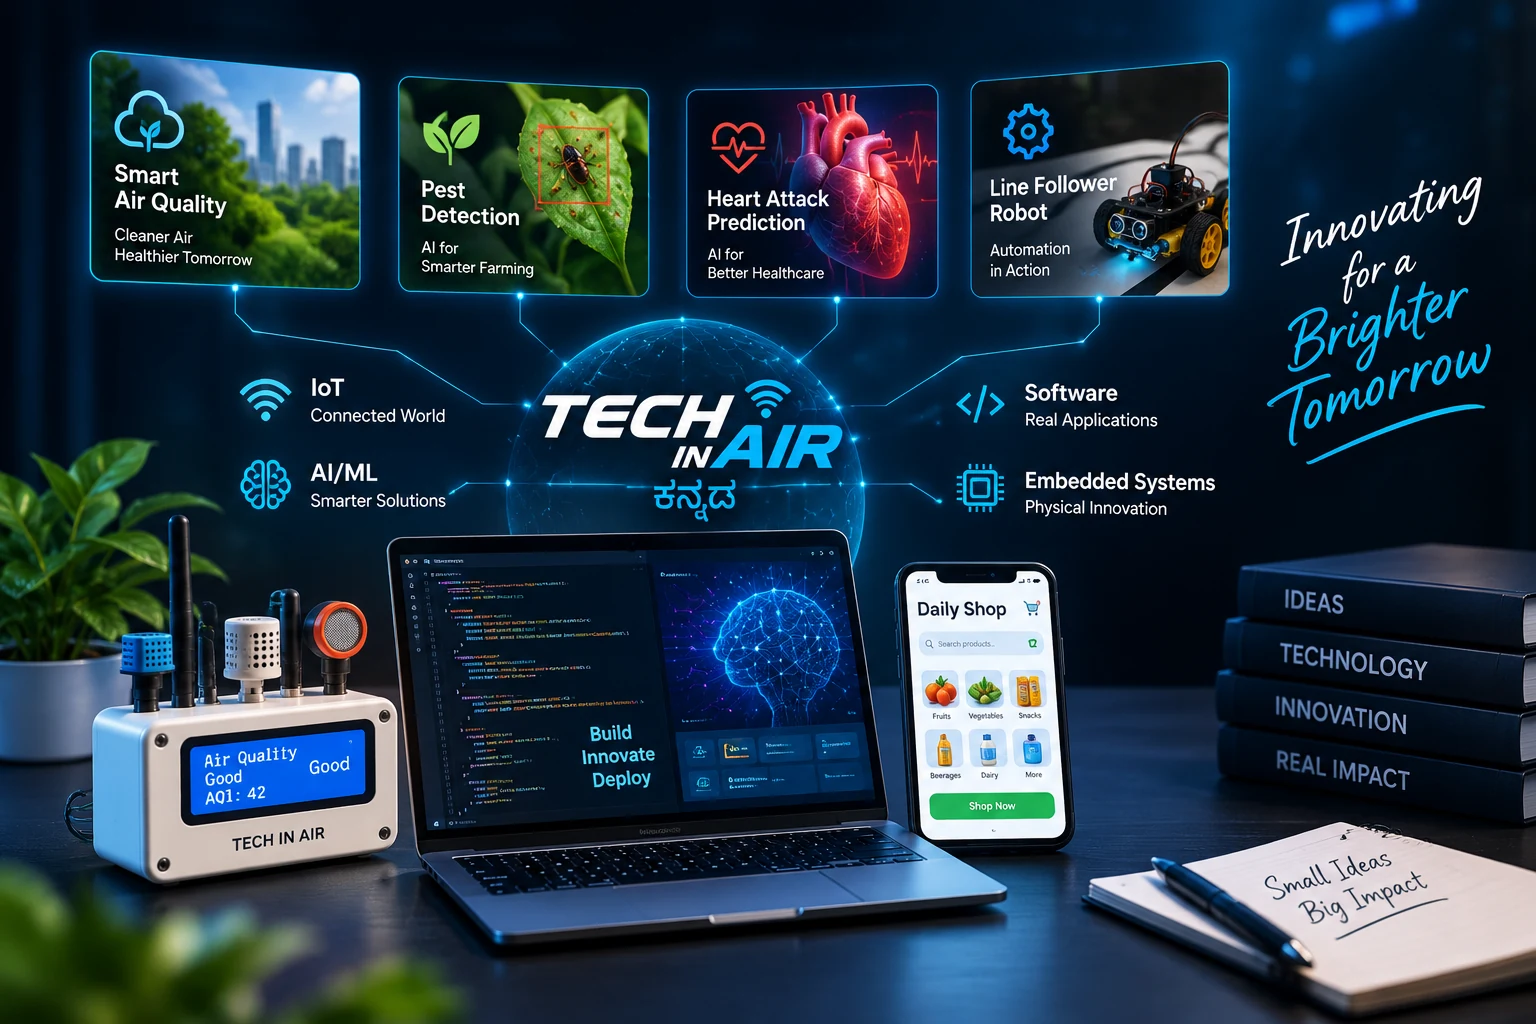 Smart
Air Quality
Cleaner Air
Healthier Tomorrow
Pest
Detection
AI for
Smarter Farming
Heart Attack
Prediction
AI for
Better Healthcare
Line Follower
Robot
Automation
in Action
Innovating
for a
Brighter
Tomorrow
IoT
Connected World
AI/ML
Smarter Solutions
TECH
IN AIR
ಕನ್ನಡ
Software
Real Applications
Embedded Systems
Physical Innovation
Air Quality
Good
Good
AQI: 42
TECH IN AIR
Build
Innovate
Deploy
Daily Shop
Search products..
Fruits
Vegetables
Snacks
Beerages
Dairy
More
Shop Now
IDEAS
TECHNOLOGY
INNOVATION
REAL IMPACT
Small Ideas
Big Impact